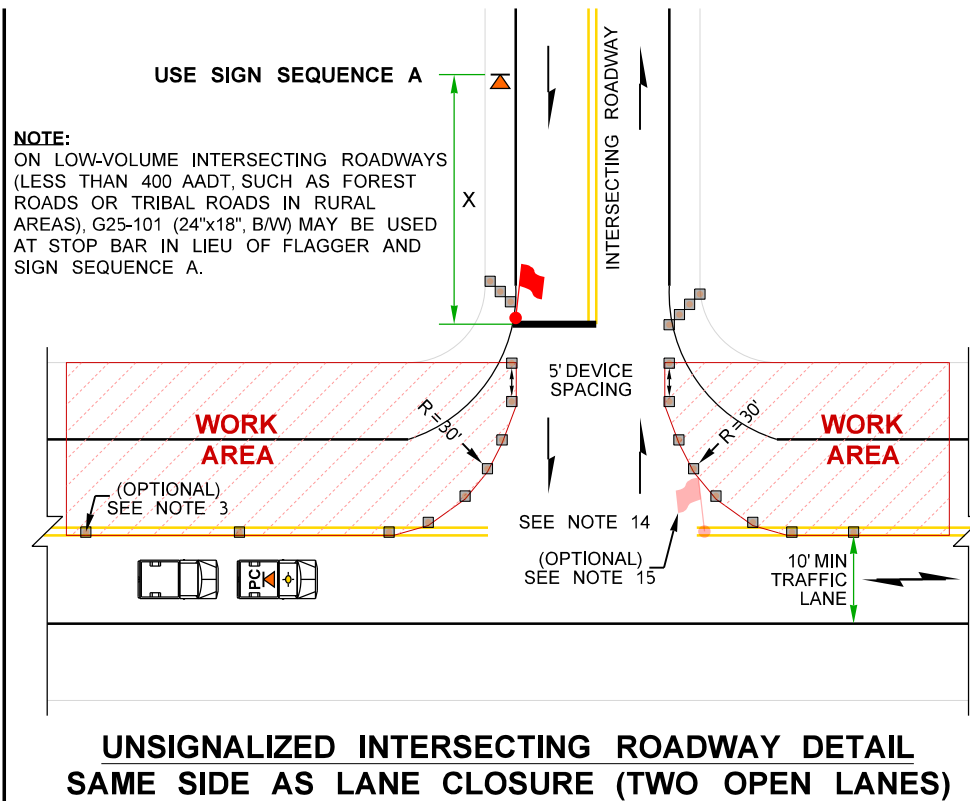 USE SIGN SEQUENCE A
NOTE:
ON LOW-VOLUME INTERSECTING ROADWAYS
(LESS THAN 400 AADT, SUCH AS FOREST
ROADS OR TRIBAL ROADS IN RURAL
AREAS), G25-101 (24"x18", B/W) MAY BE USED
AT STOP BAR IN LIEU OF FLAGGER AND
SIGN SEQUENCE A.
X
INTERSECTING ROADWAY
5' DEVICE
SPACING
WORK
AREA
R=30'
R=30'
WORK
AREA
(OPTIONAL)
SEE NOTE 3
SEE NOTE 14
(OPTIONAL)
SEE NOTE 15
10' MIN
TRAFFIC
LANE
PC
UNSIGNALIZED INTERSECTING ROADWAY DETAIL
SAME SIDE AS LANE CLOSURE (TWO OPEN LANES)